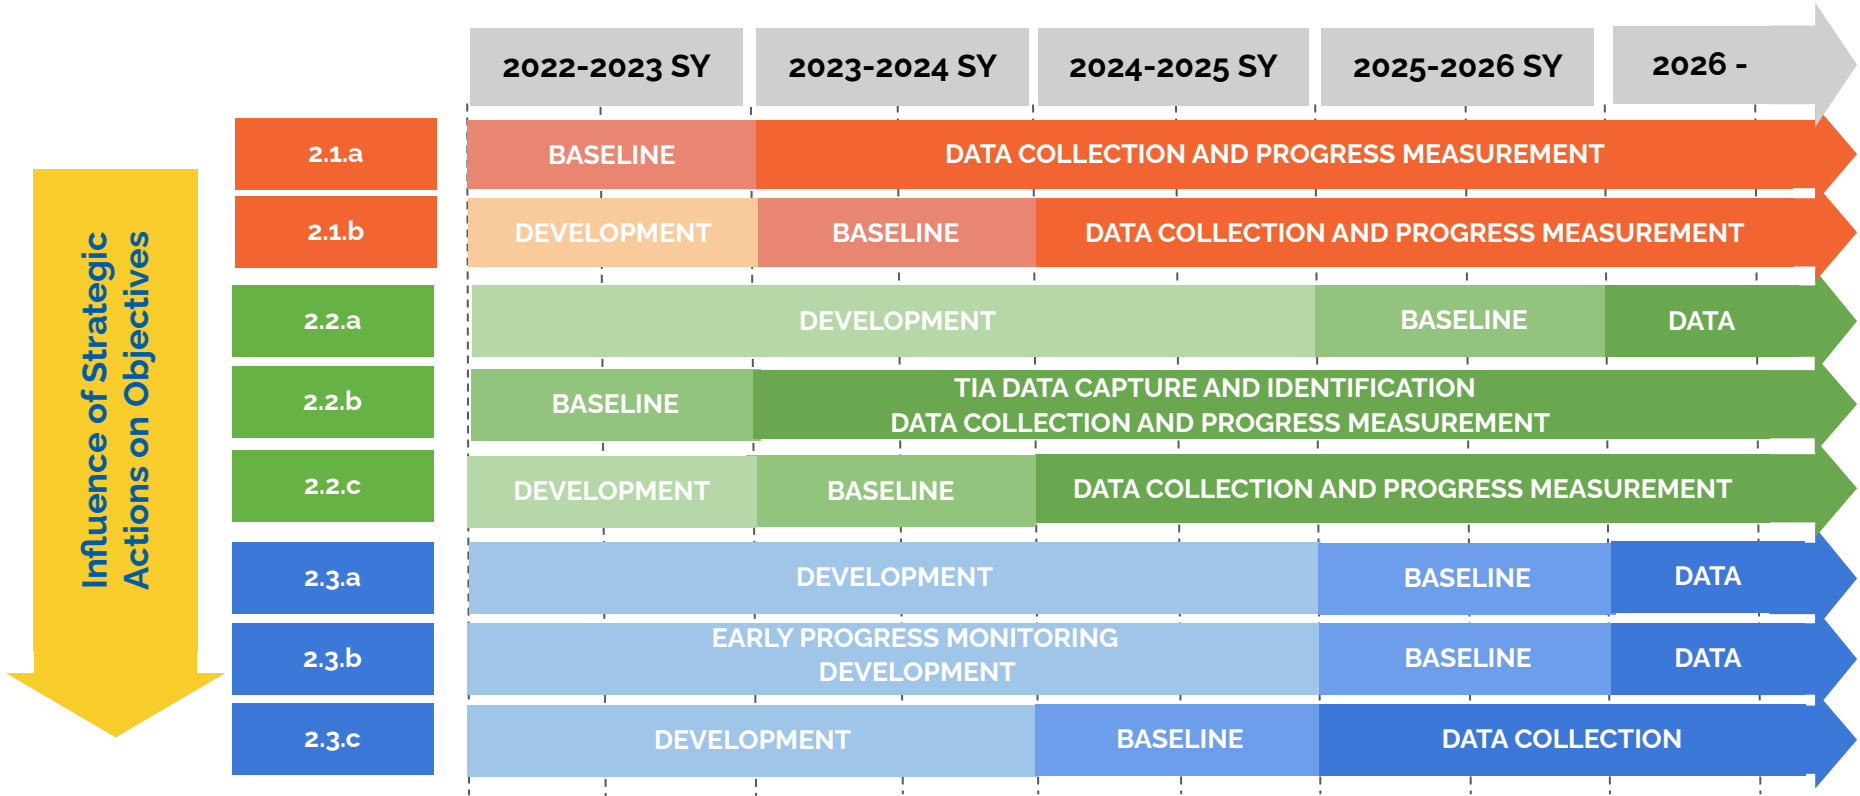 2022-2023 SY
2023-2024 SY
2024-2025 SY
2025-2026 SY
2026 -
Influence of Strategic
Actions on Objectives
2.1.a
BASELINE
DATA COLLECTION AND PROGRESS MEASUREMENT
2.1.b
DEVELOPMENT
BASELINE
DATA COLLECTION AND PROGRESS MEASUREMENT
2.2.a
DEVELOPMENT
BASELINE
DATA
2.2.b
BASELINE
TIA DATA CAPTURE AND IDENTIFICATION
DATA COLLECTION AND PROGRESS MEASUREMENT
2.2.c
DEVELOPMENT
BASELINE
DATA COLLECTION AND PROGRESS MEASUREMENT
2.3.a
DEVELOPMENT
BASELINE
DATA
2.3.b
EARLY PROGRESS MONITORING
DEVELOPMENT
BASELINE
DATA
2.3.c
DEVELOPMENT
BASELINE
DATA COLLECTION